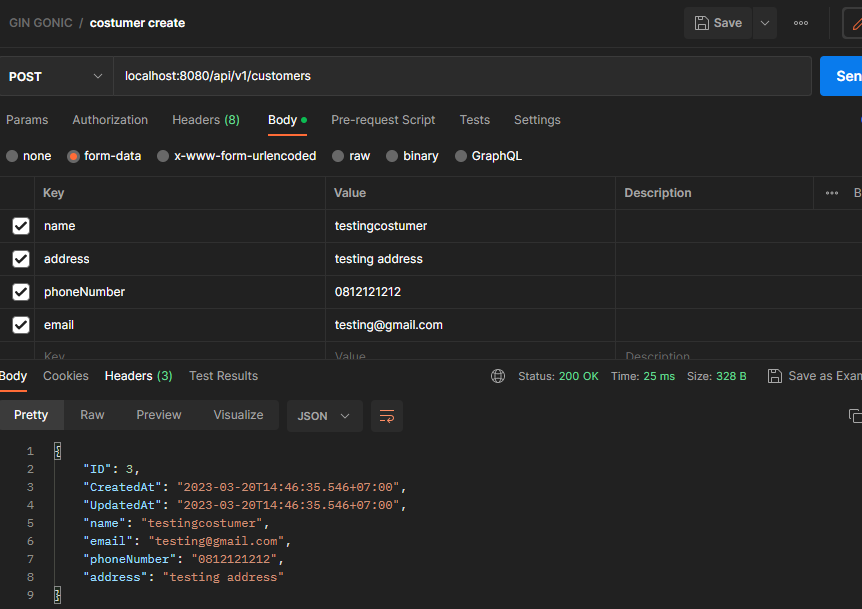 GIN GONIC / costumer create
Save
POST localhost:8080/api/v1/customers
Sen
Params Authorization Headers (8) Body Pre-request Script Tests Settings
none form-data x-www-form-urlencoded raw binary GraphQL
Key Value Description B
name testingcostumer
address testing address
phoneNumber 0812121212
email testing@gmail.com
Key Value Description
Body Cookies Headers (3) Test Results Status: 200 OK Time: 25 ms Size: 328 B Save as Exam
Pretty Raw Preview Visualize JSON
1 {
2 "ID": 3,
3 "CreatedAt": "2023-03-20T14:46:35.546+07:00",
4 "UpdatedAt": "2023-03-20T14:46:35.546+07:00",
5 "name": "testingcostumer",
6 "email": "testing@gmail.com",
7 "phoneNumber": "0812121212",
8 "address": "testing address"
9 }